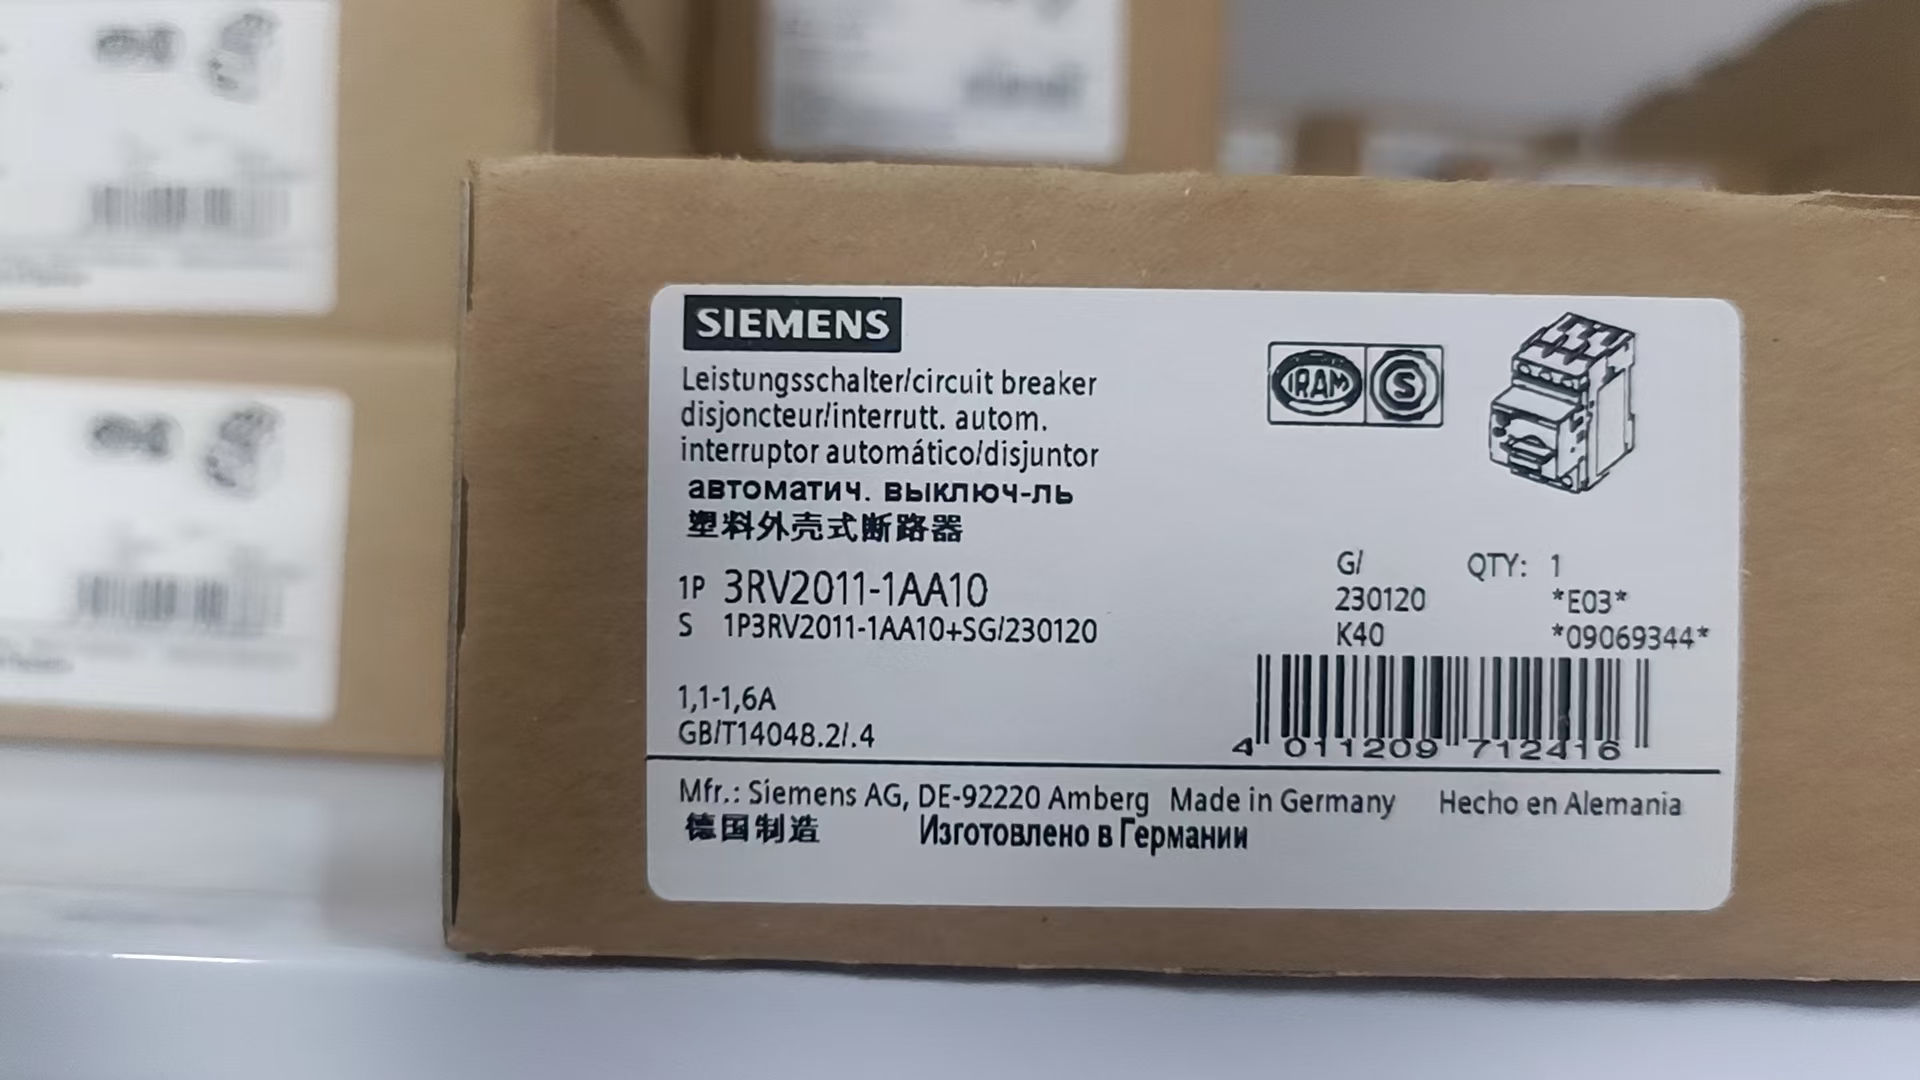 SIEMENS
Leistungsschalter/circuit breaker
disjoncteur/interrutt. autom.
interruptor automático/disjuntor
автоматич. выключ-ль
塑料外壳式断路器
IRAM S
1P 3RV2011-1AA10
S 1P3RV2011-1AA10+SG/230120
G/ QTY: 1
230120 *E03*
K40 *09069344*
1,1-1,6A
GB/T14048.2/.4
4 011209 712416
Mfr.: Siemens AG, DE-92220 Amberg Made in Germany Hecho en Alemania
德国制造 Изготовлено в Германии